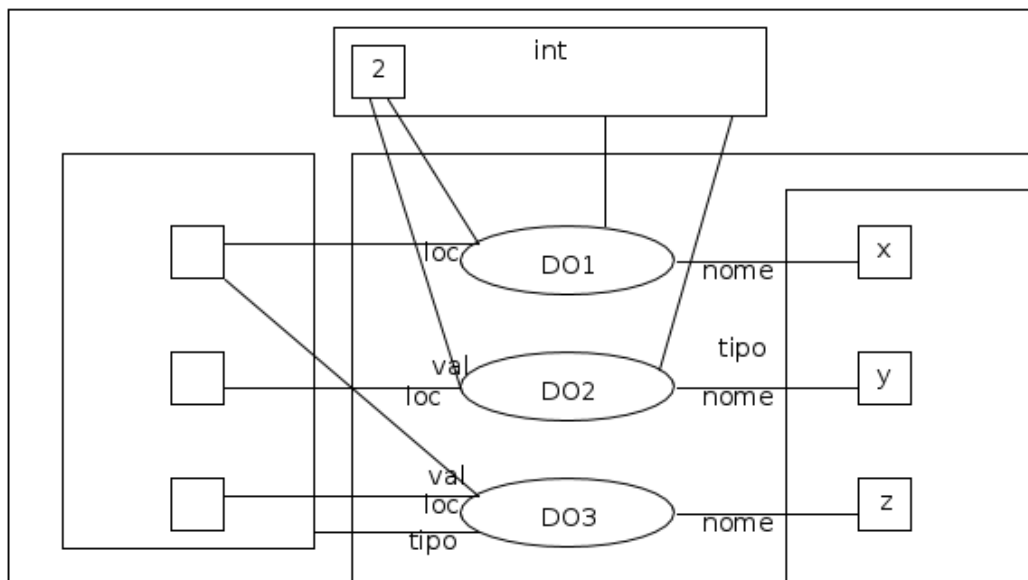 int
2
loc
DO1
nome
x
tipo
val
loc
DO2
nome
y
val
loc
tipo
DO3
nome
z